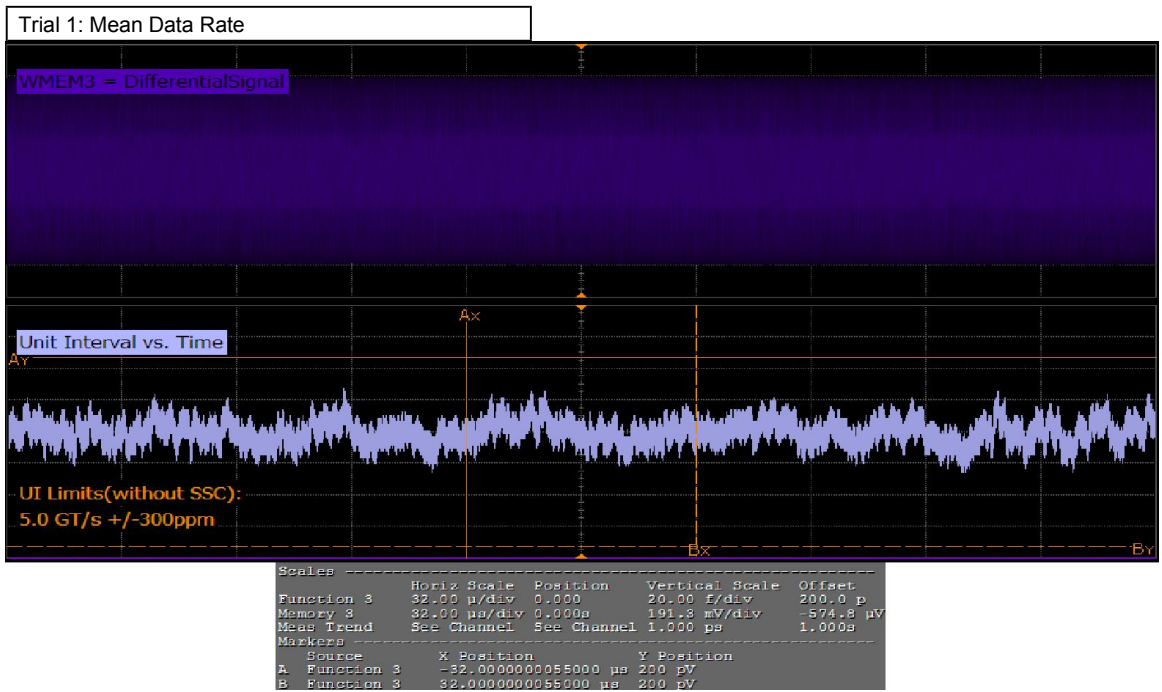 Trial 1: Mean Data Rate
WMEM3 = DifferentialSignal
Ax
Unit Interval vs. Time
AY
UI Limits(without SSC):
5.0 GT/s +/-300ppm
Bx
BY
Scales
Horiz Scale Position Vertical Scale Offset
Function 3 32.00 µ/div 0.000 20.00 f/div 200.0 p
Memory 3 32.00 µs/div 0.000s 191.3 mV/div -574.8 µV
Meas Trend See Channel See Channel 1.000 ps 1.000s
Markers
Source X Position Y Position
A Function 3 -32.0000000055000 µs 200 pV
B Function 3 32.0000000055000 µs 200 pV